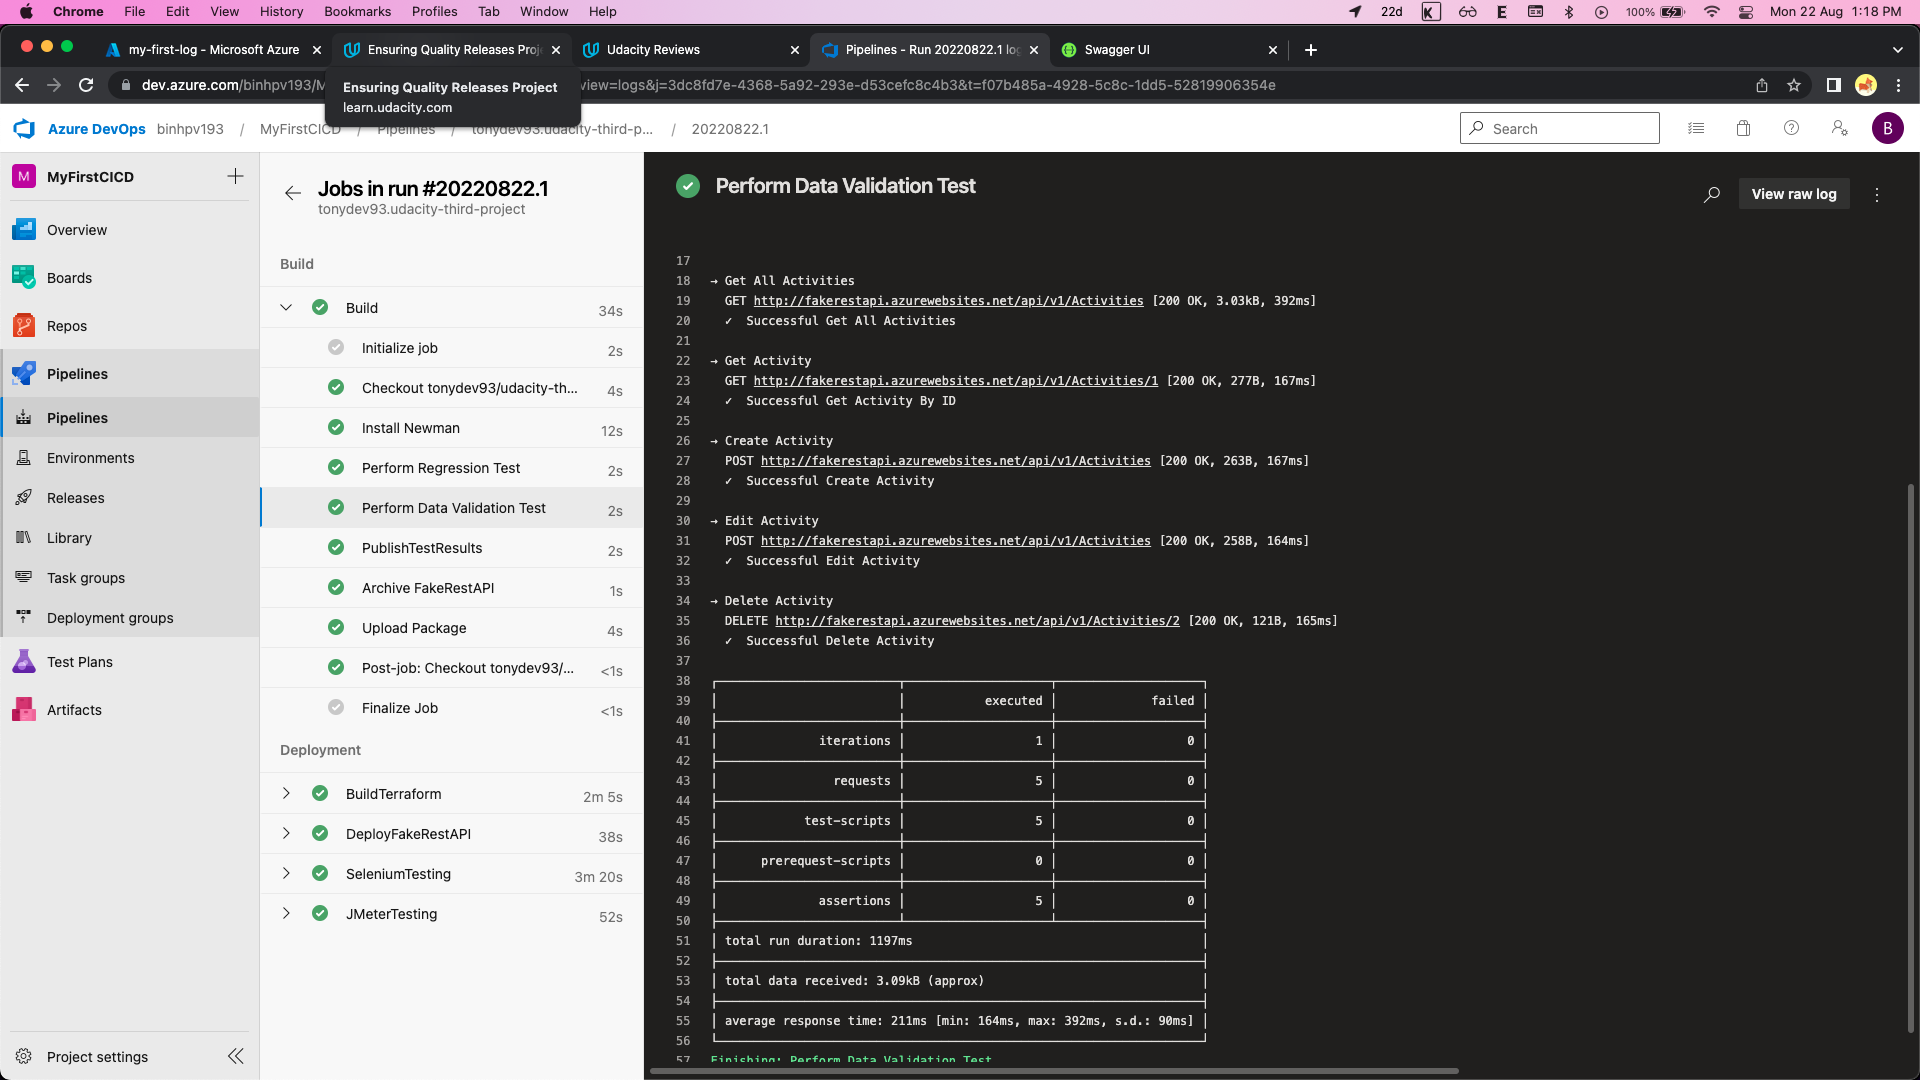 Chrome File Edit View History Bookmarks Profiles Tab Window Help 22d K E 100% Mon 22 Aug 1:18 PM
my-first-log - Microsoft Azure Ensuring Quality Releases Proj Udacity Reviews Pipelines - Run 20220822.1 log Swagger UI
dev.azure.com/binhpv193/M view=logs&j=3dc8fd7e-4368-5a92-293e-d53cefc8c4b3&t=f07b485a-4928-5c8c-1dd5-528199906354e
Ensuring Quality Releases Project
learn.udacity.com
Azure DevOps binhpv193 / MyFirstCICD / Pipelines / tonydev93.udacity-third-p... / 20220822.1 Search B
M MyFirstCICD
Overview
Boards
Repos
Pipelines
Pipelines
Environments
Releases
Library
Task groups
Deployment groups
Test Plans
Artifacts
Project settings
Jobs in run #20220822.1
tonydev93.udacity-third-project
Build
Build 34s
Initialize job 2s
Checkout tonydev93/udacity-th... 4s
Install Newman 12s
Perform Regression Test 2s
Perform Data Validation Test 2s
PublishTestResults 2s
Archive FakeRestAPI 1s
Upload Package 4s
Post-job: Checkout tonydev93/... <1s
Finalize Job <1s
Deployment
BuildTerraform 2m 5s
DeployFakeRestAPI 38s
SeleniumTesting 3m 20s
JMeterTesting 52s
Perform Data Validation Test
View raw log
17
18 → Get All Activities
19 GET http://fakerestapi.azurewebsites.net/api/v1/Activities [200 OK, 3.03kB, 392ms]
20 ✓ Successful Get All Activities
21
22 → Get Activity
23 GET http://fakerestapi.azurewebsites.net/api/v1/Activities/1 [200 OK, 277B, 167ms]
24 ✓ Successful Get Activity By ID
25
26 → Create Activity
27 POST http://fakerestapi.azurewebsites.net/api/v1/Activities [200 OK, 263B, 167ms]
28 ✓ Successful Create Activity
29
30 → Edit Activity
31 POST http://fakerestapi.azurewebsites.net/api/v1/Activities [200 OK, 258B, 164ms]
32 ✓ Successful Edit Activity
33
34 → Delete Activity
35 DELETE http://fakerestapi.azurewebsites.net/api/v1/Activities/2 [200 OK, 121B, 165ms]
36 ✓ Successful Delete Activity
37
38
39 executed failed
40
41 iterations 1 0
42
43 requests 5 0
44
45 test-scripts 5 0
46
47 prerequest-scripts 0 0
48
49 assertions 5 0
50
51 total run duration: 1197ms
52
53 total data received: 3.09kB (approx)
54
55 average response time: 211ms [min: 164ms, max: 392ms, s.d.: 90ms]
56
57 Finishing: Perform Data Validation Test